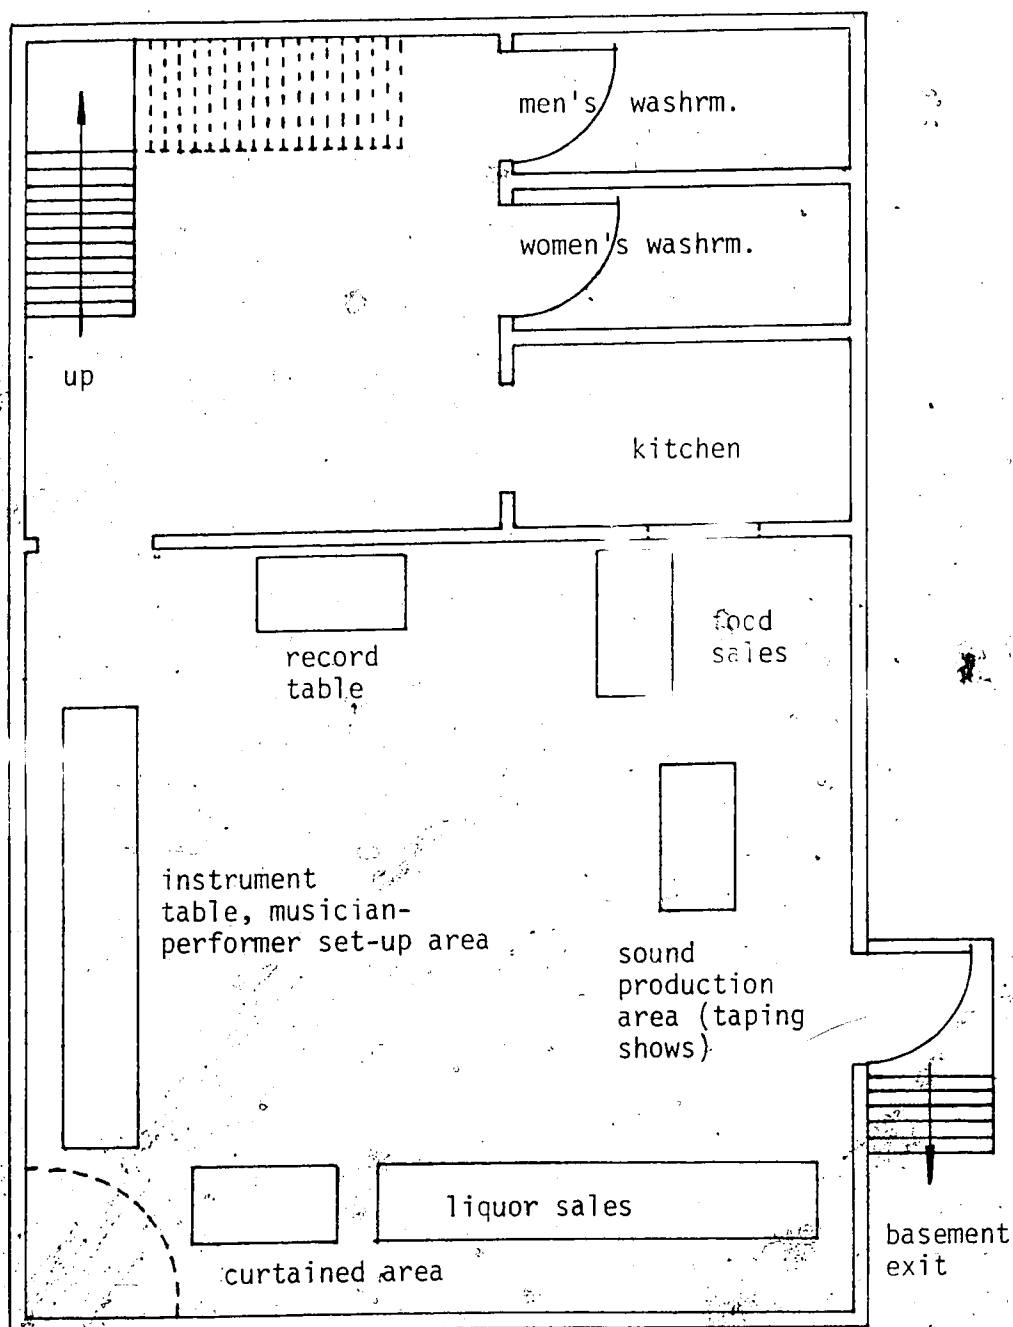 men's washrm.
women's washrm.
up
kitchen
record
table
food
sales
instrument
table, musician-
performer set-up area
sound
production
area (taping
shows)
liquor sales
curtained area
basement
exit